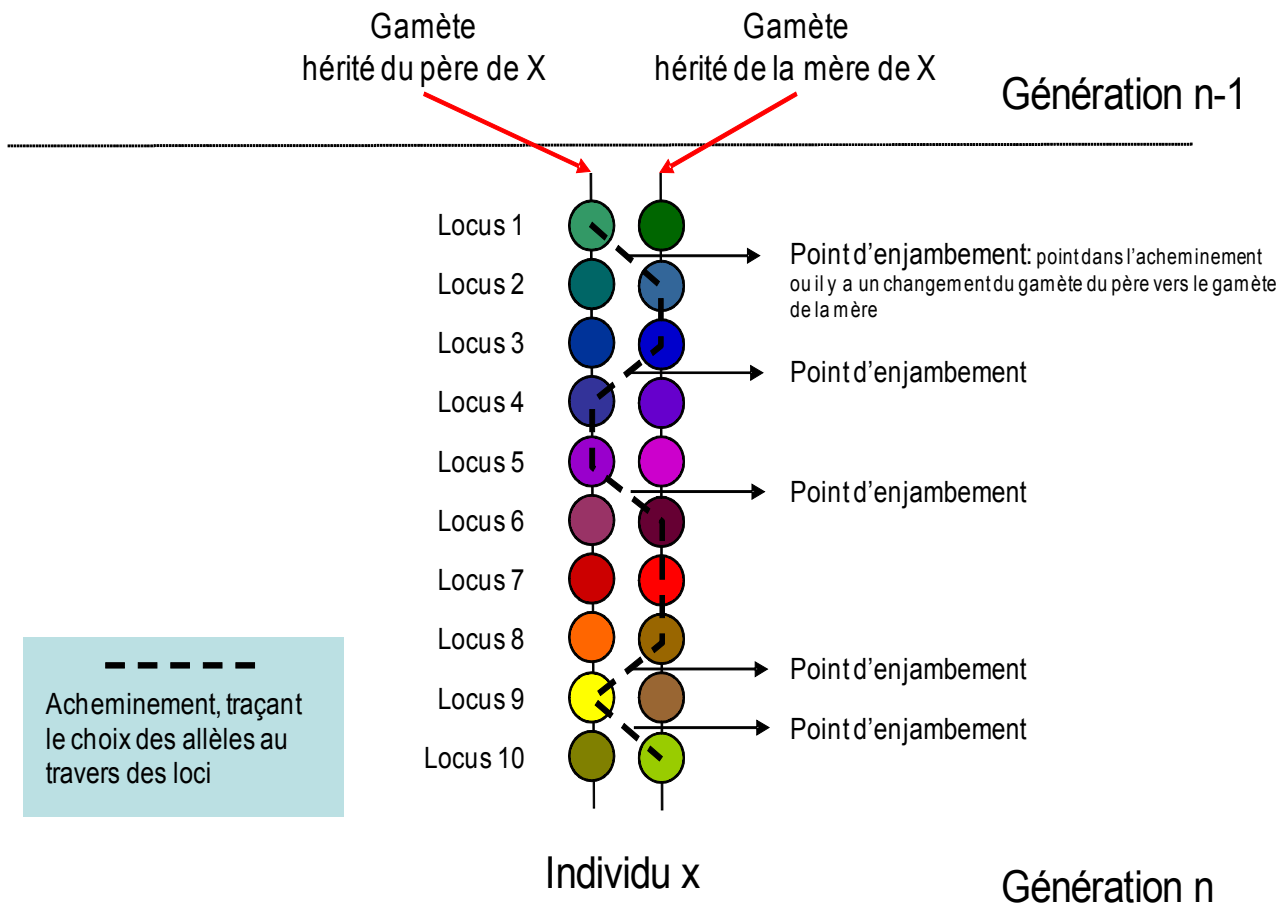 Gamète
hérité du père de X
Gamète
hérité de la mère de X
Génération n-1
Locus 1
Locus 2
Locus 3
Locus 4
Locus 5
Locus 6
Locus 7
Locus 8
Locus 9
Locus 10
Point d'enjambement: point dans l'acheminement
ou il y a un changement du gamète du père vers le gamète
de la mère
Point d'enjambement
Point d'enjambement
Point d'enjambement
Point d'enjambement
Acheminement, traçant
le choix des allèles au
travers des loci
Individu x
Génération n